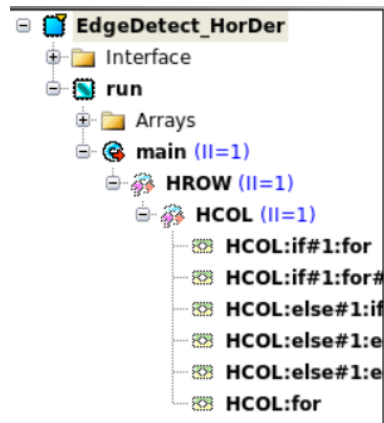 EdgeDetect_HorDer
Interface
run
Arrays
main (II=1)
HROW (II=1)
HCOL (II=1)
HCOL:if#1:for
HCOL:if#1:for#
HCOL:else#1:if
HCOL:else#1:e
HCOL:else#1:e
HCOL:for